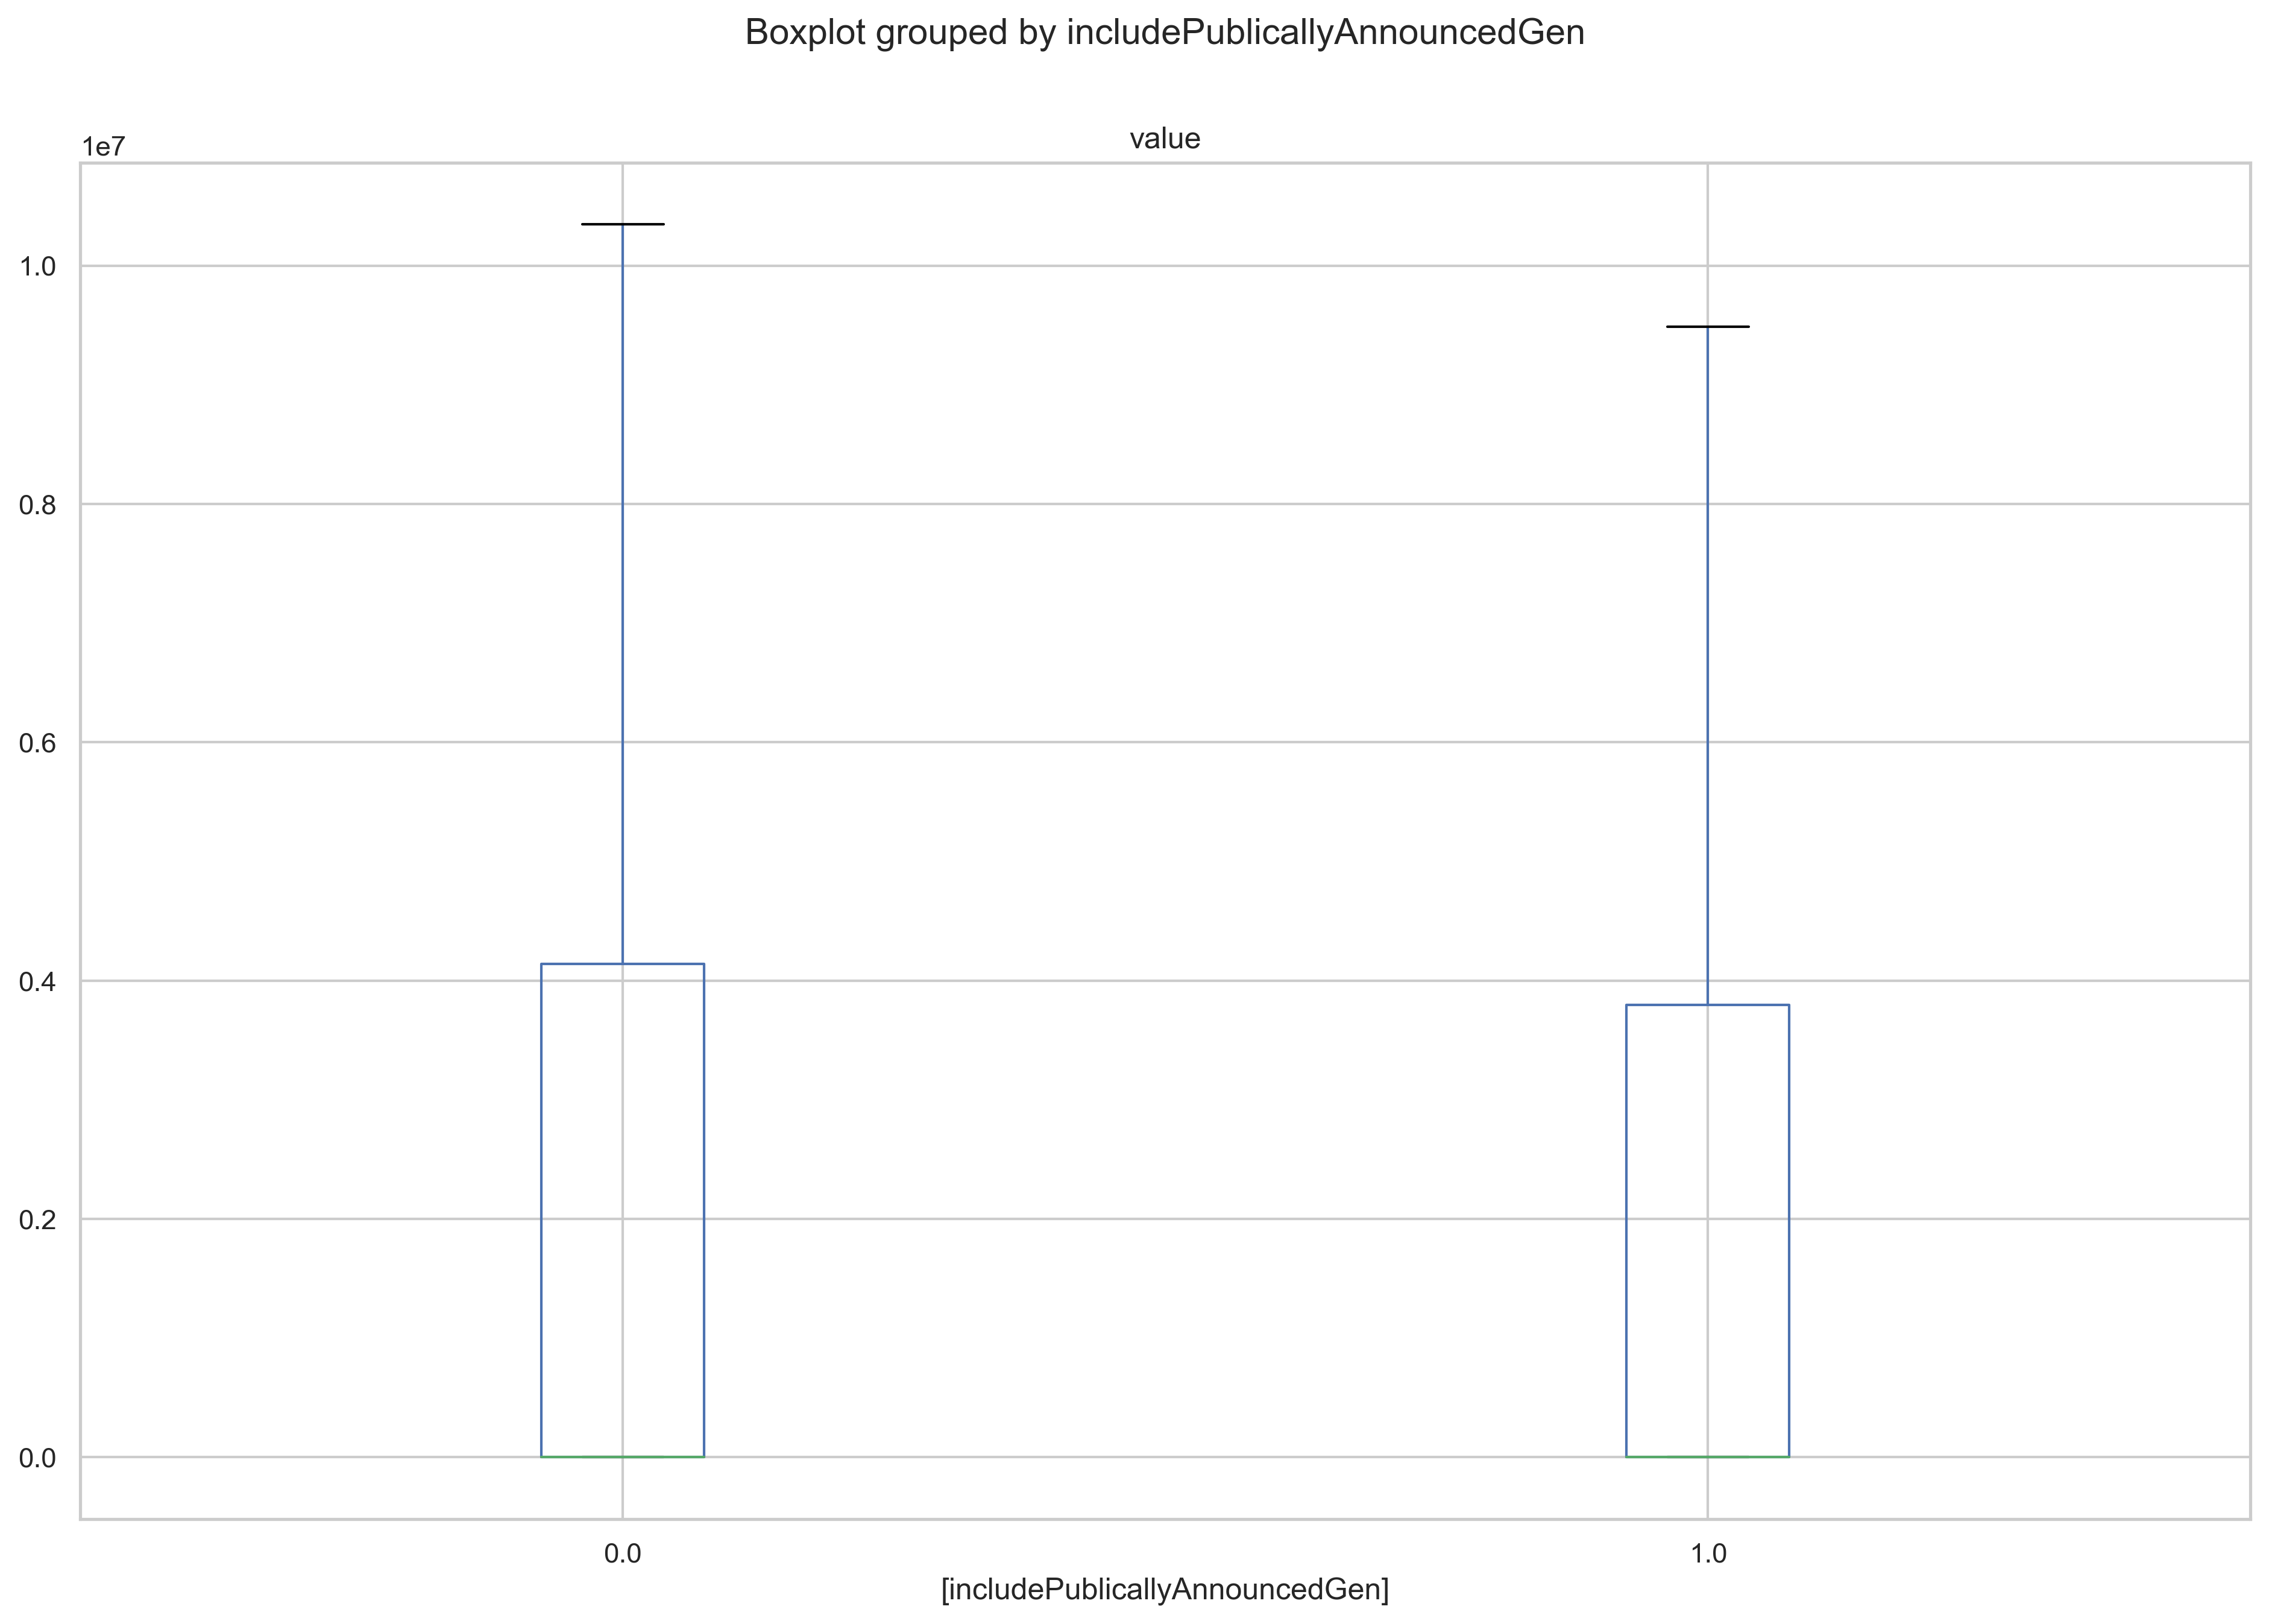 Boxplot grouped by includePublicallyAnnouncedGen
value
1e7
1.0
0.8
0.6
0.4
0.2
0.0
0.0 1.0
[includePublicallyAnnouncedGen]